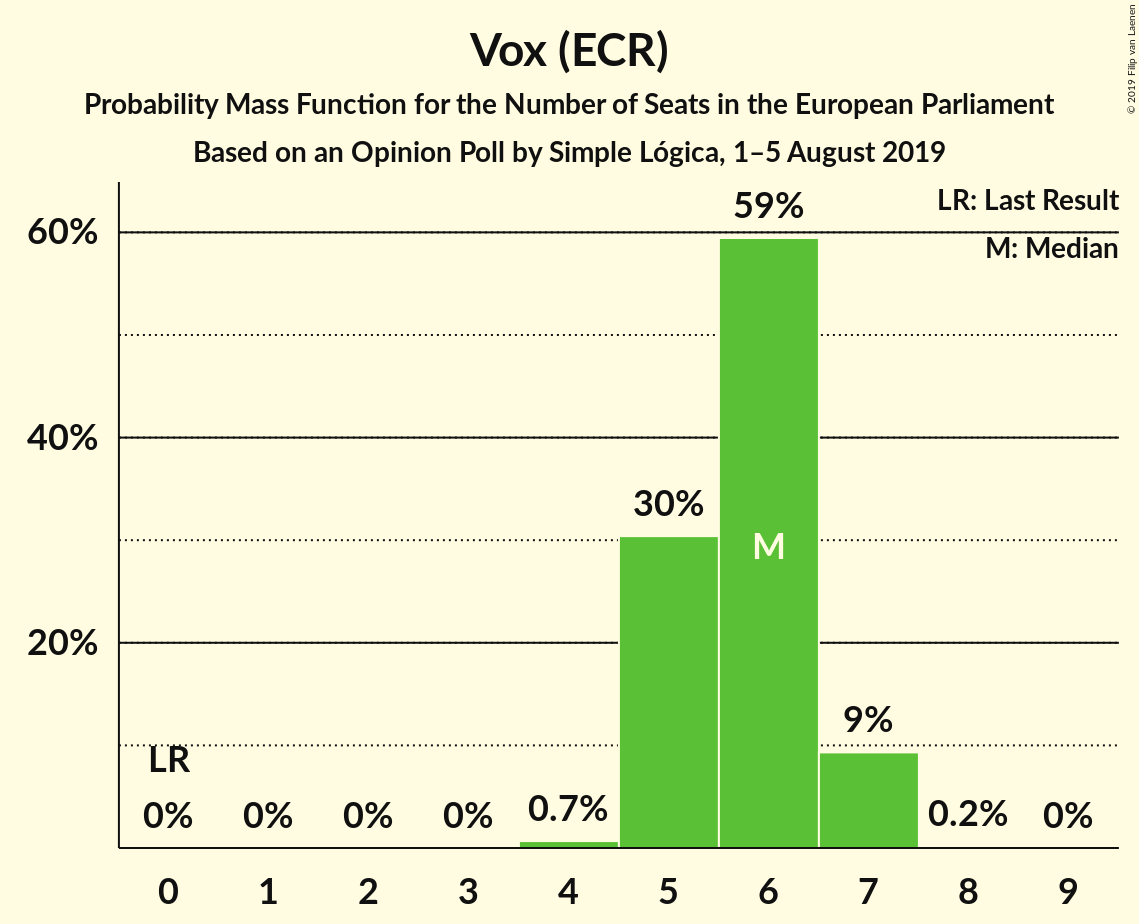 Vox (ECR)
Probability Mass Function for the Number of Seats in the European Parliament
Based on an Opinion Poll by Simple Lógica, 1–5 August 2019
© 2019 Filip van Laenen
LR: Last Result
M: Median
60%
40%
20%
LR
0%
0%
0%
0%
0.7%
30%
59%
M
9%
0.2%
0%
0 1 2 3 4 5 6 7 8 9